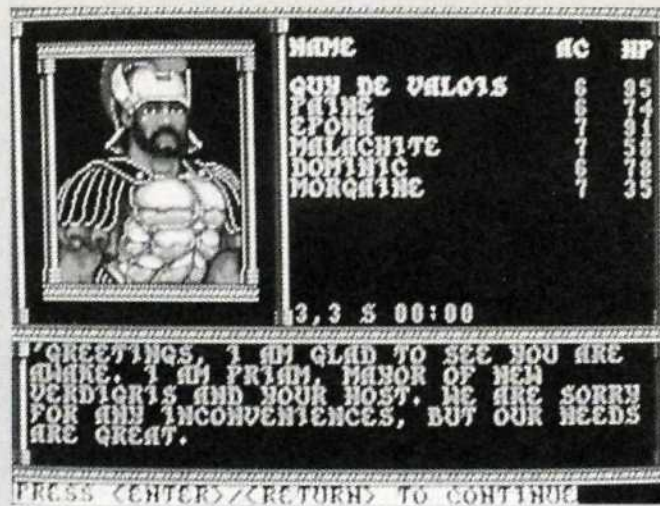 NAME AC HP
GUY DE VALOIS 6 95
PAINE 6 74
EPONA 7 91
MALACHITE 7 58
DOMINIC 6 78
MORGAINE 7 35
3,3 S 00:00
'GREETINGS, I AM GLAD TO SEE YOU ARE
AWAKE. I AM PRIAM, MAYOR OF NEW
VERDIGRIS AND YOUR HOST. WE ARE SORRY
FOR ANY INCONVENIENCES, BUT OUR NEEDS
ARE GREAT.
PRESS <ENTER>/<RETURN> TO CONTINUE